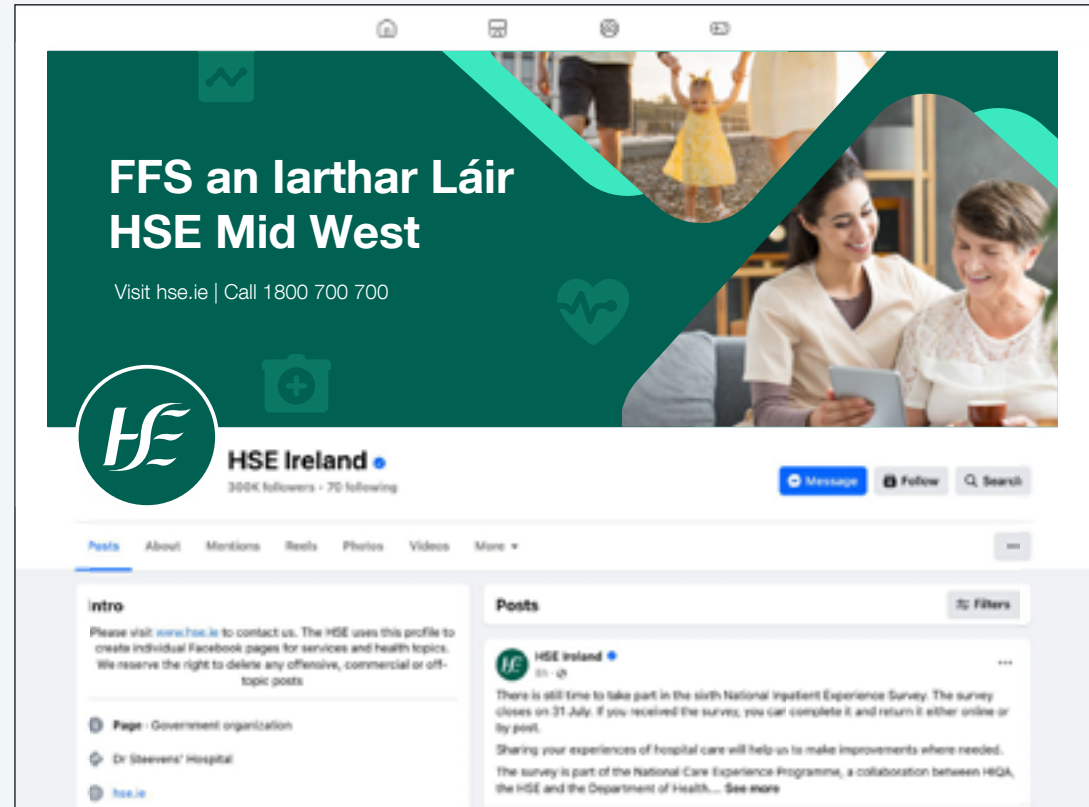 FFS an Iarthar Láir
HSE Mid West
Visit hse.ie | Call 1800 700 700
HSE
HSE Ireland
300K followers • 70 following
Message
Follow
Search
Posts About Mentions Reels Photos Videos More
Intro
Please visit www.hse.ie to contact us. The HSE uses this profile to
create individual Facebook pages for services and health topics.
We reserve the right to delete any offensive, commercial or off-
topic posts
Page · Government organization
Dr Steevens' Hospital
hse.ie
Posts
Filters
HSE Ireland
8h ·
There is still time to take part in the sixth National Inpatient Experience Survey. The survey
closes on 31 July. If you received the survey, you can complete it and return it either online or
by post.
Sharing your experiences of hospital care will help us to make improvements where needed.
The survey is part of the National Care Experience Programme, a collaboration between HIQA,
the HSE and the Department of Health... See more